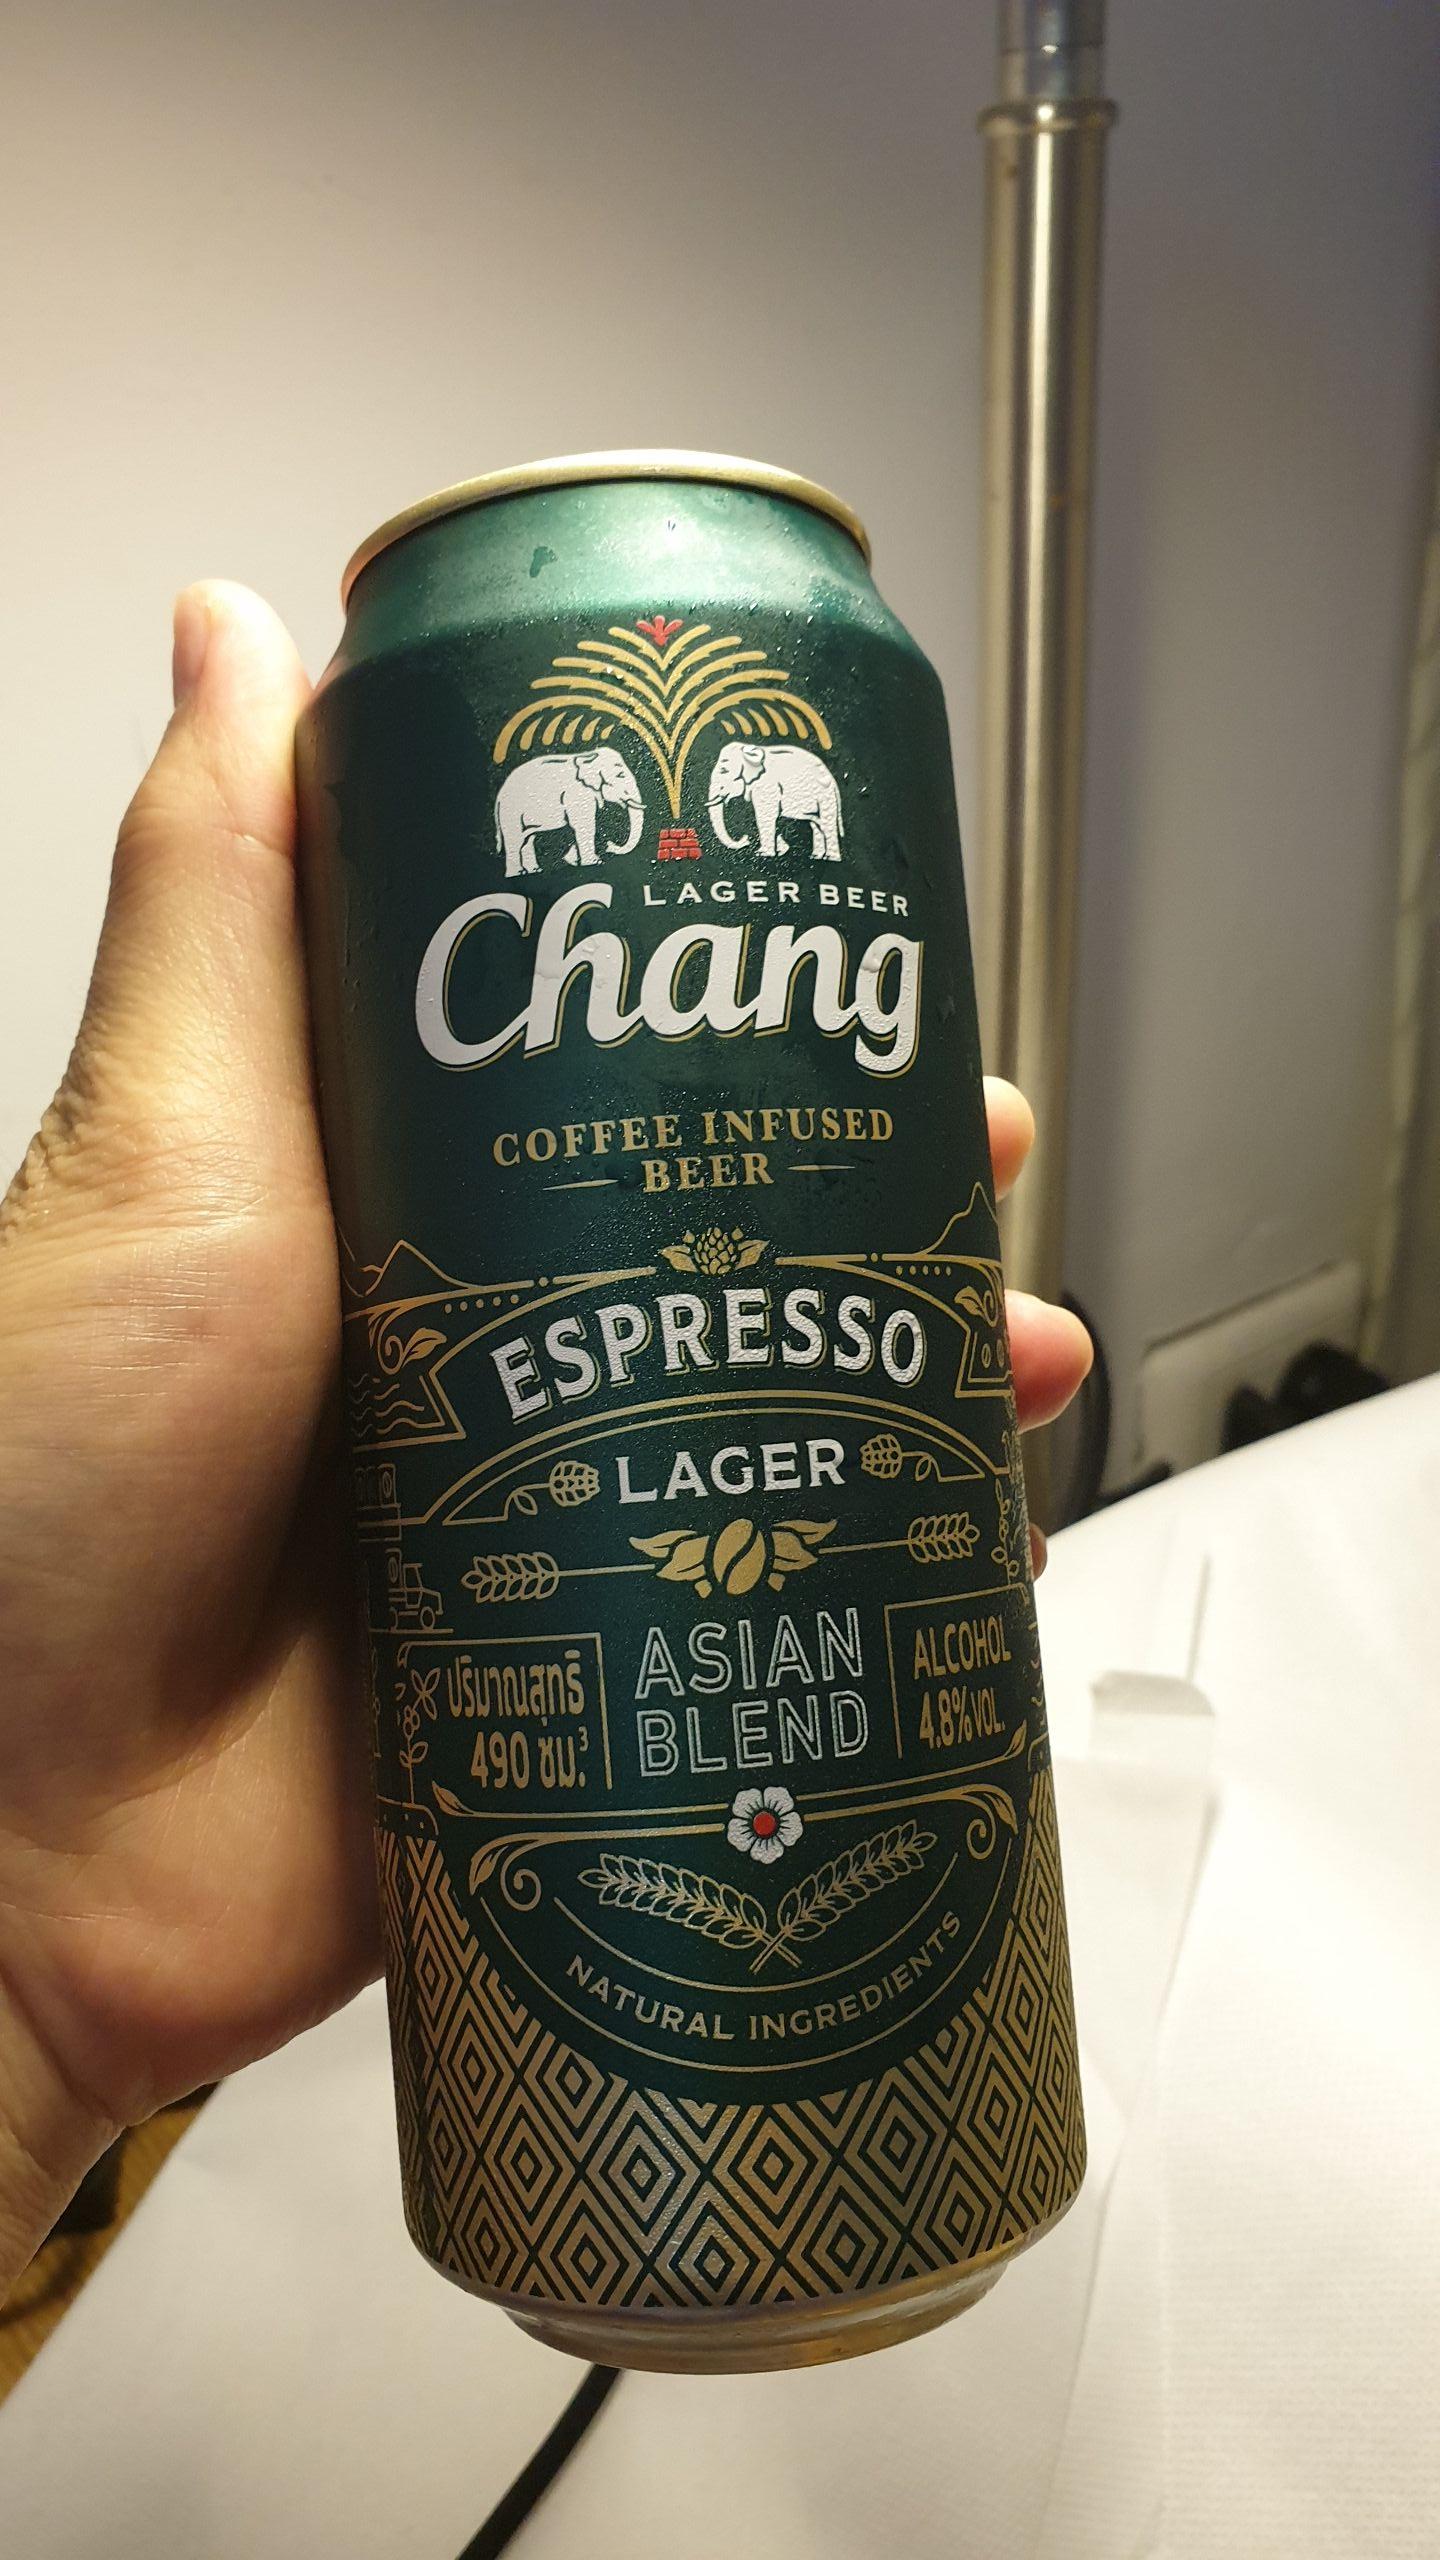 LAGER BEER
Chang
COFFEE INFUSED
BEER
ESPRESSO
LAGER
ASIAN
BLEND
ปริมาณสุทธิ
490 ซม.³
ALCOHOL
4.8% VOL.
NATURAL INGREDIENTS